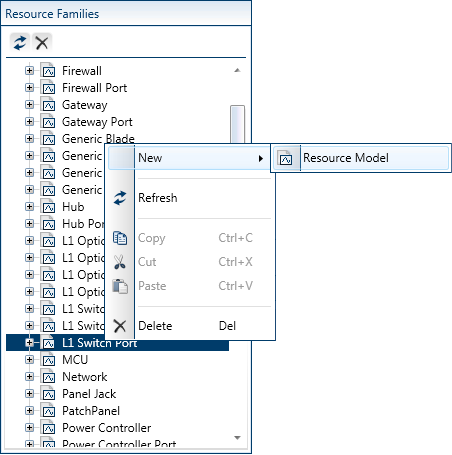 Resource Families
Firewall
Firewall Port
Gateway
Gateway Port
Generic Blade
Generic
Generic
Generic
Hub
Hub Por
L1 Optic
L1 Optic
L1 Optic
L1 Optic
L1 Switc
L1 Switc
L1 Switch Port
MCU
Network
Panel Jack
PatchPanel
Power Controller
Power Controller Port
New
Resource Model
Refresh
Copy Ctrl+C
Cut Ctrl+X
Paste Ctrl+V
Delete Del